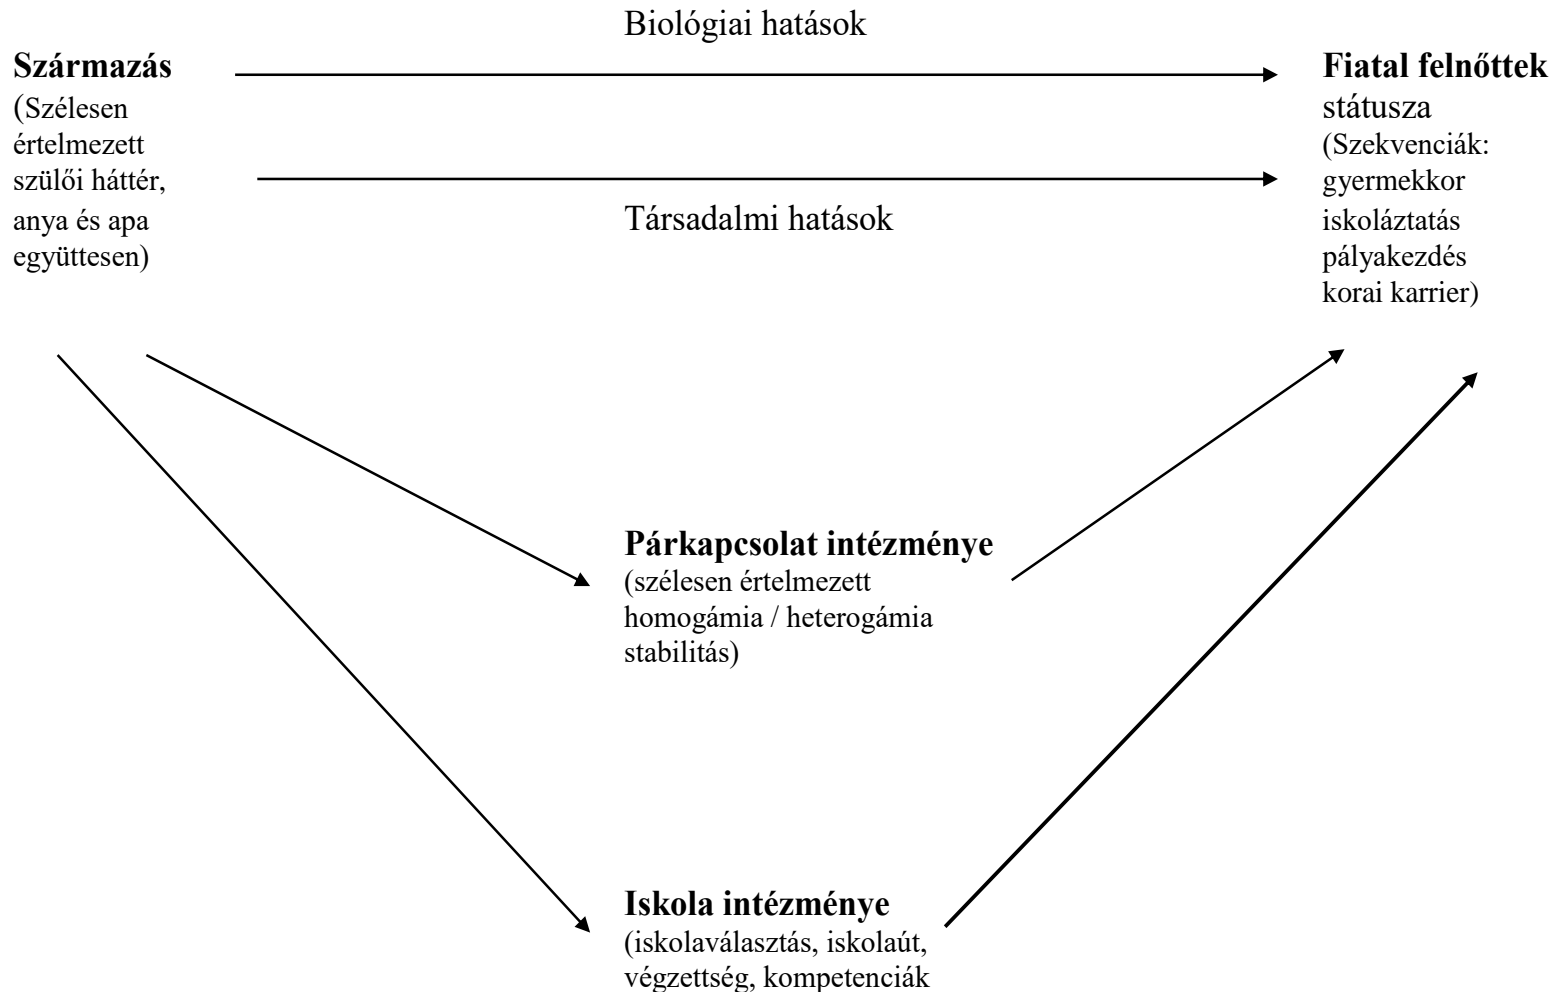 Biológiai hatások
Származás
(Szélesen
értelmezett
szülői háttér,
anya és apa
együttesen)
Fiatal felnőttek
státusza
(Szekvenciák:
gyermekkor
iskoláztatás
pályakezdés
korai karrier)
Társadalmi hatások
Párkapcsolat intézménye
(szélesen értelmezett
homogámia / heterogámia
stabilitás)
Iskola intézménye
(iskolaválasztás, iskolaút,
végzettség, kompetenciák